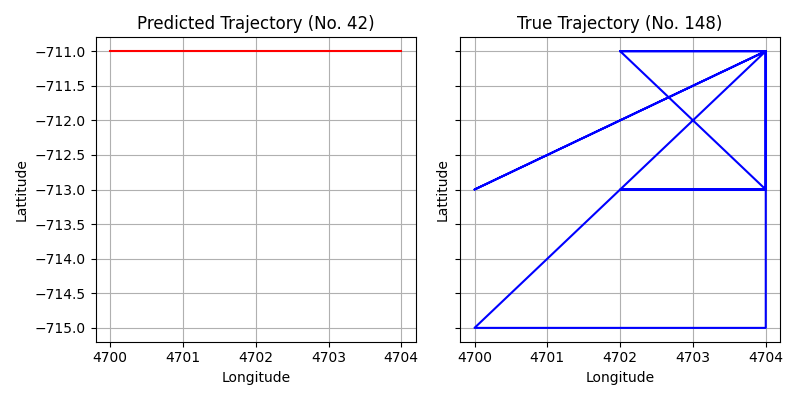 Predicted Trajectory (No. 42)
True Trajectory (No. 148)
−711.0
−711.5
−712.0
−712.5
−713.0
−713.5
−714.0
−714.5
−715.0
Lattitude
Lattitude
4700 4701 4702 4703 4704
4700 4701 4702 4703 4704
Longitude
Longitude